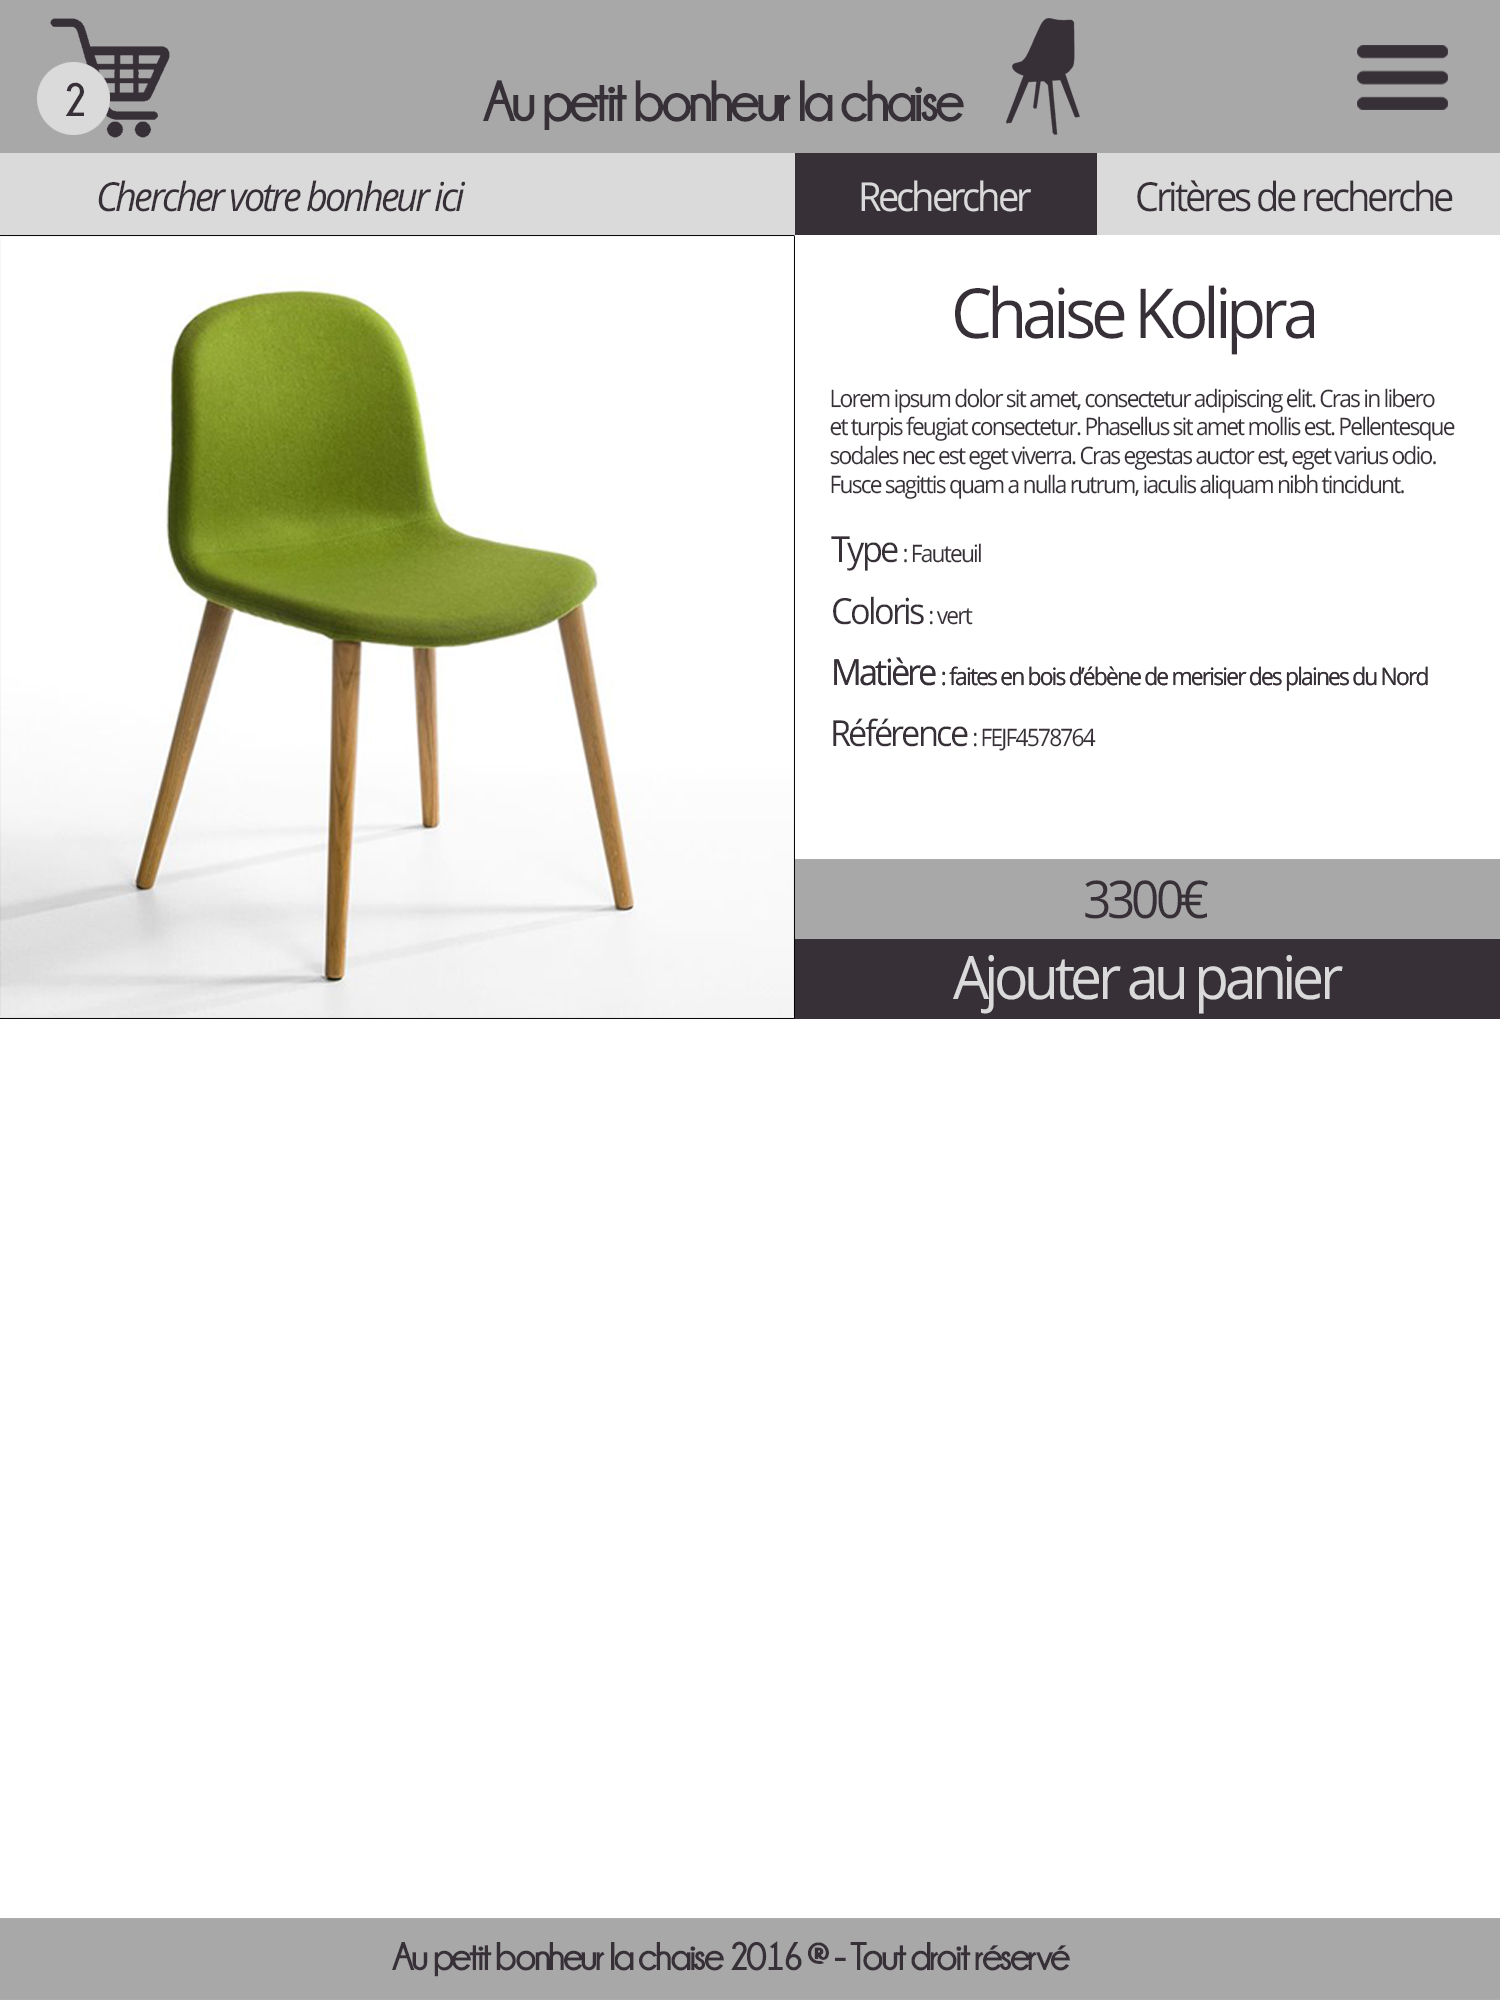 2
Au petit bonheur la chaise
Chercher votre bonheur ici
Rechercher
Critères de recherche
Chaise Kolipra
Lorem ipsum dolor sit amet, consectetur adipiscing elit. Cras in libero
et turpis feugiat consectetur. Phasellus sit amet mollis est. Pellentesque
sodales nec est eget viverra. Cras egestas auctor est, eget varius odio.
Fusce sagittis quam a nulla rutrum, iaculis aliquam nibh tincidunt.
Type : Fauteuil
Coloris : vert
Matière : faites en bois d'ébène de merisier des plaines du Nord
Référence : FEJF4578764
3300€
Ajouter au panier
Au petit bonheur la chaise 2016 ® - Tout droit réservé